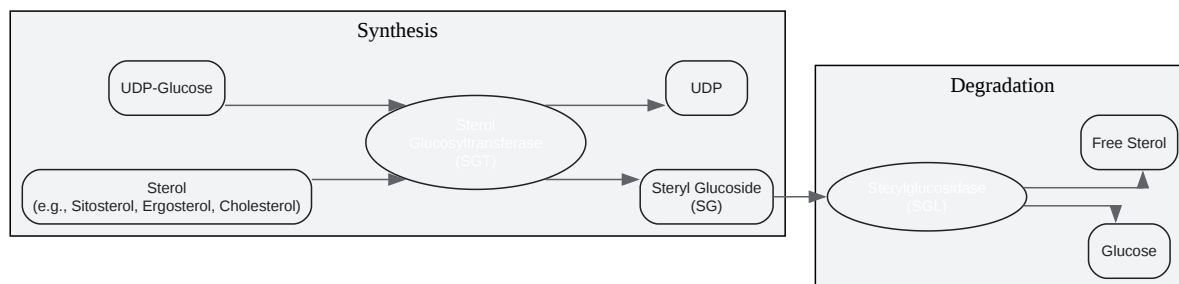 Synthesis
UDP-Glucose
UDP
Sterol
Glucosyltransferase
(SGT)
Sterol
(e.g., Sitosterol, Ergosterol, Cholesterol)
Steryl Glucoside
(SG)
Degradation
Free Sterol
Sterylglucosidase
(SGL)
Glucose